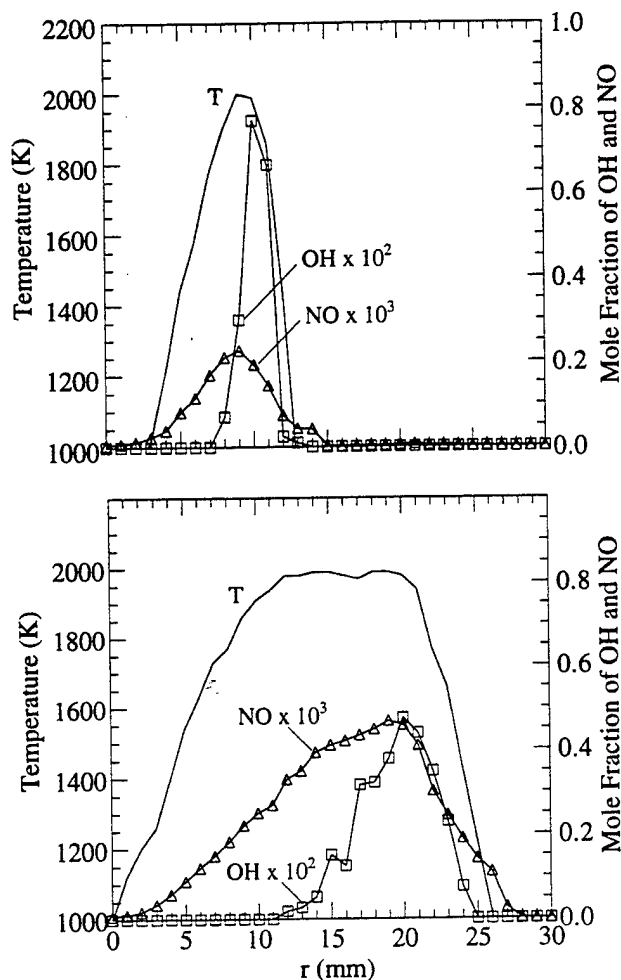 2200
2000
1800
1600
1400
1200
1000
Temperature (K)
T
OH x 10²
NO x 10³
1.0
0.8
0.6
0.4
0.2
0.0
Mole Fraction of OH and NO
2000
1800
1600
1400
1200
1000
Temperature (K)
T
NO x 10³
OH x 10²
0.8
0.6
0.4
0.2
0.0
Mole Fraction of OH and NO
0 5 10 15 20 25 30
r (mm)